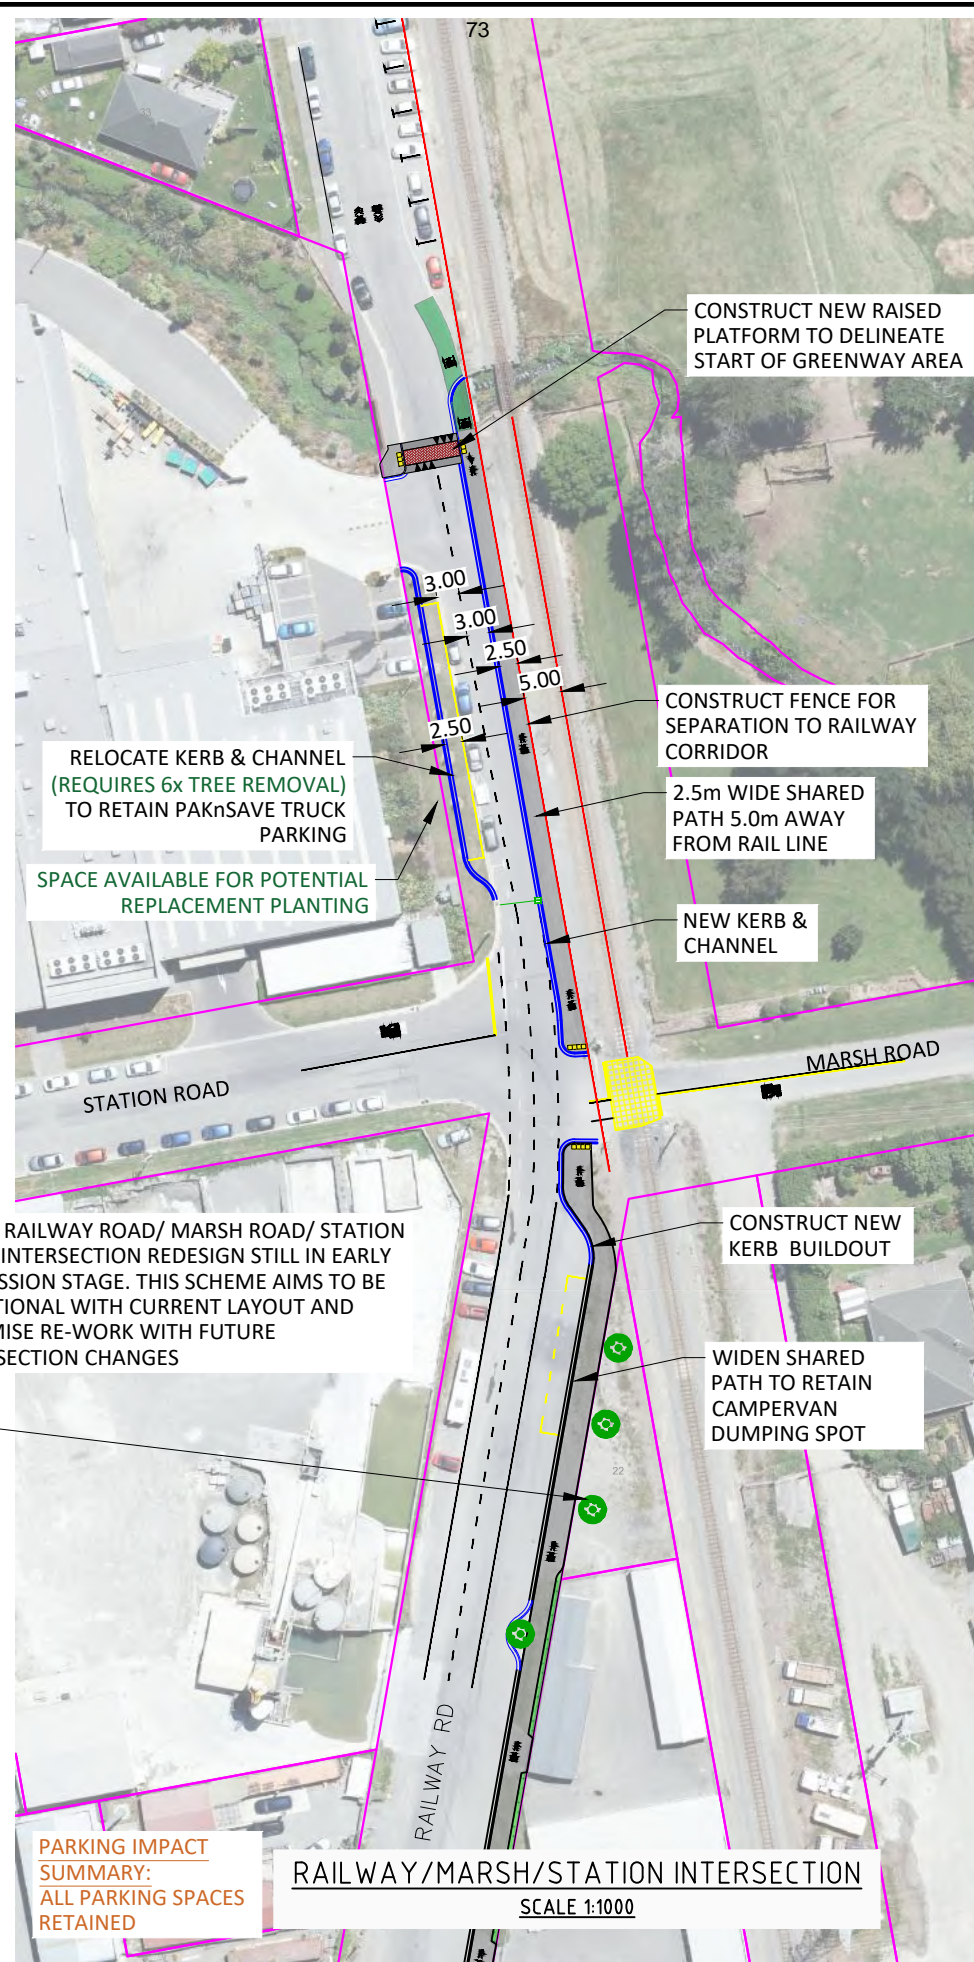 73
33
CONSTRUCT NEW RAISED
PLATFORM TO DELINEATE
START OF GREENWAY AREA
3.00
3.00
2.50
5.00
2.50
CONSTRUCT FENCE FOR
SEPARATION TO RAILWAY
CORRIDOR
RELOCATE KERB & CHANNEL
(REQUIRES 6x TREE REMOVAL)
TO RETAIN PAKnSAVE TRUCK
PARKING
2.5m WIDE SHARED
PATH 5.0m AWAY
FROM RAIL LINE
SPACE AVAILABLE FOR POTENTIAL
REPLACEMENT PLANTING
NEW KERB &
CHANNEL
MARSH ROAD
STATION ROAD
RAILWAY ROAD/ MARSH ROAD/ STATION
INTERSECTION REDESIGN STILL IN EARLY
SSION STAGE. THIS SCHEME AIMS TO BE
TIONAL WITH CURRENT LAYOUT AND
MISE RE-WORK WITH FUTURE
SECTION CHANGES
CONSTRUCT NEW
KERB BUILDOUT
WIDEN SHARED
PATH TO RETAIN
CAMPERVAN
DUMPING SPOT
22
RAILWAY RD
PARKING IMPACT
SUMMARY:
ALL PARKING SPACES
RETAINED
RAILWAY/MARSH/STATION INTERSECTION
SCALE 1:1000